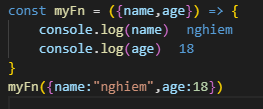 const myFn = ({name,age}) => {
    console.log(name)  nghiem
    console.log(age)  18
}
myFn({name:"nghiem",age:18})